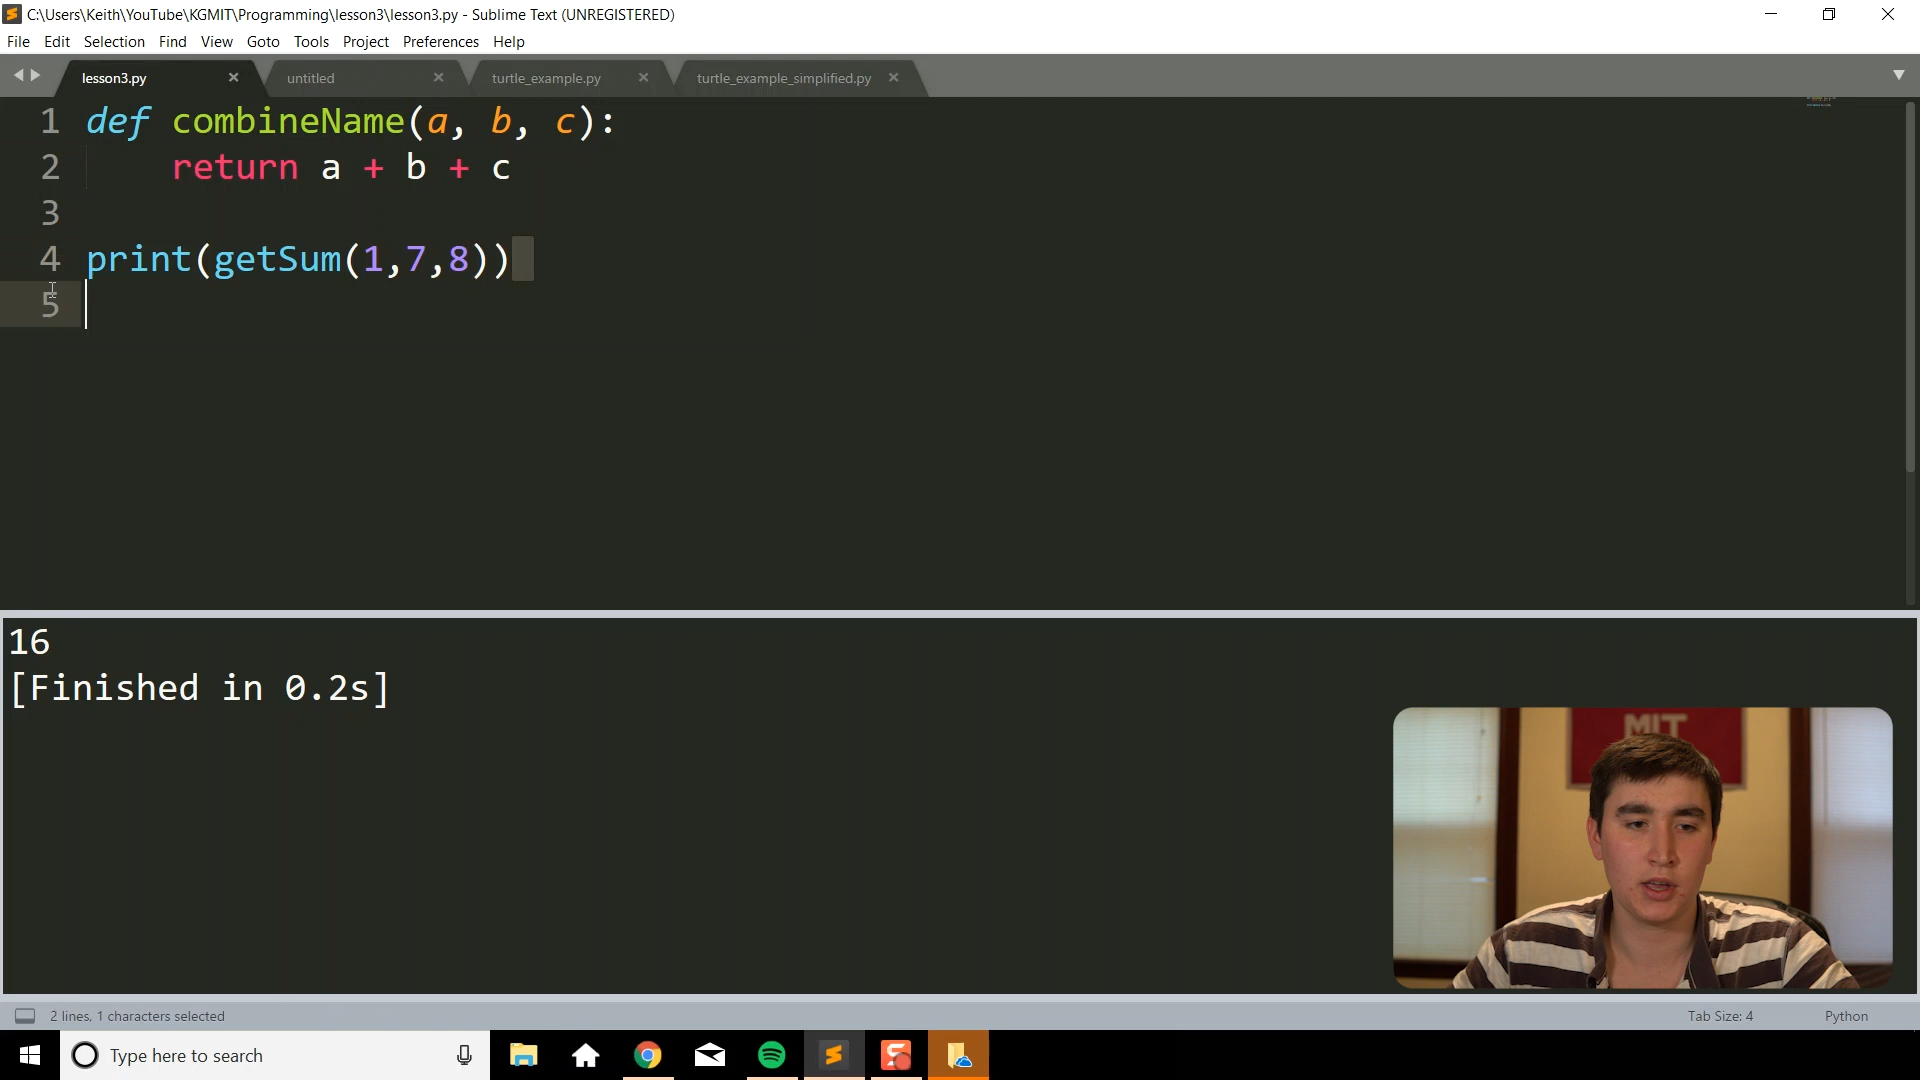 C:\Users\Keith\YouTube\KGMIT\Programming\lesson3\lesson3.py - Sublime Text (UNREGISTERED)
File Edit Selection Find View Goto Tools Project Preferences Help
lesson3.py untitled turtle_example.py turtle_example_simplified.py
1 def combineName(a, b, c):
2 return a + b + c
3
4 print(getSum(1,7,8))
5
16
[Finished in 0.2s]
MIT
2 lines, 1 characters selected Tab Size: 4 Python
Type here to search